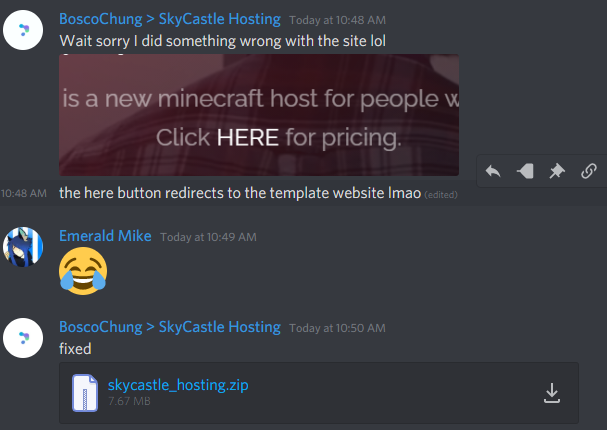 BoscoChung > SkyCastle Hosting Today at 10:48 AM
Wait sorry I did something wrong with the site lol
is a new minecraft host for people w
Click HERE for pricing.
10:48 AM the here button redirects to the template website lmao (edited)
Emerald Mike Today at 10:49 AM
BoscoChung > SkyCastle Hosting Today at 10:50 AM
fixed
skycastle_hosting.zip
7.67 MB